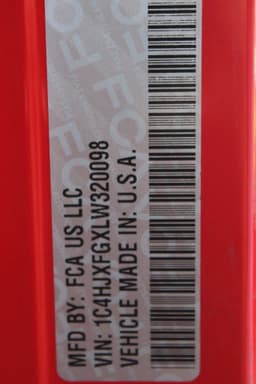 MFD BY: FCA US LLC
VIN: 1C4HJXFGXLW320098
VEHICLE MADE IN: U.S.A.